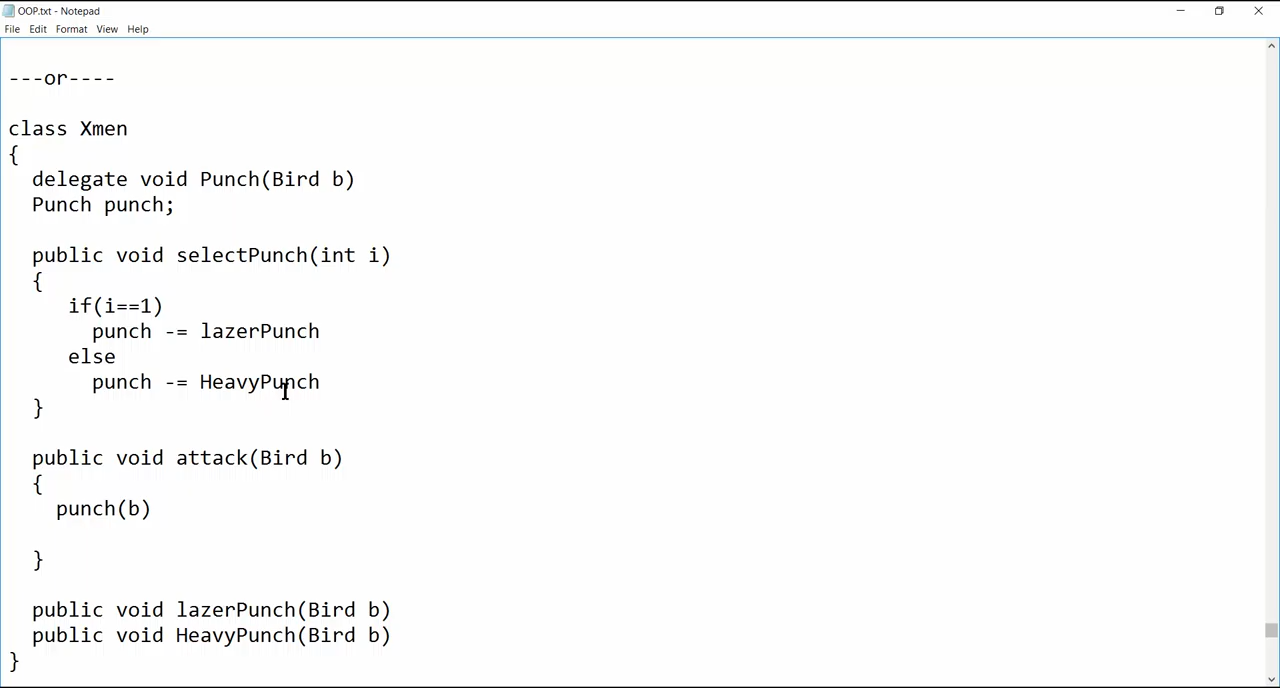 OOP.txt - Notepad
File Edit Format View Help
---or----
class Xmen
{
delegate void Punch(Bird b)
Punch punch;
public void selectPunch(int i)
{
if(i==1)
punch -= lazerPunch
else
punch -= HeavyPunch
}
public void attack(Bird b)
{
punch(b)
}
public void lazerPunch(Bird b)
public void HeavyPunch(Bird b)
}